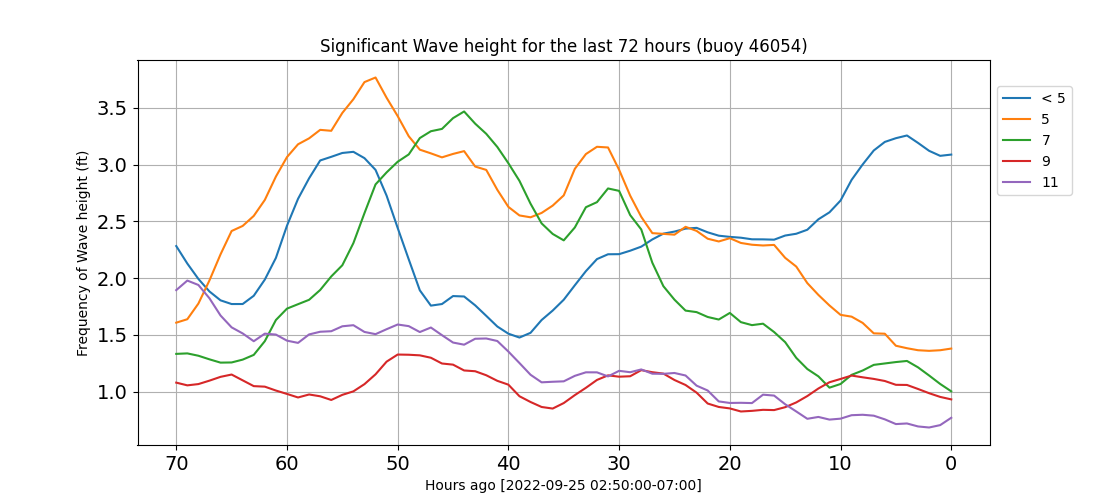 Significant Wave height for the last 72 hours (buoy 46054)
Frequency of Wave height (ft)
3.5
3.0
2.5
2.0
1.5
1.0
70 60 50 40 30 20 10 0
Hours ago [2022-09-25 02:50:00-07:00]
< 5
5
7
9
11